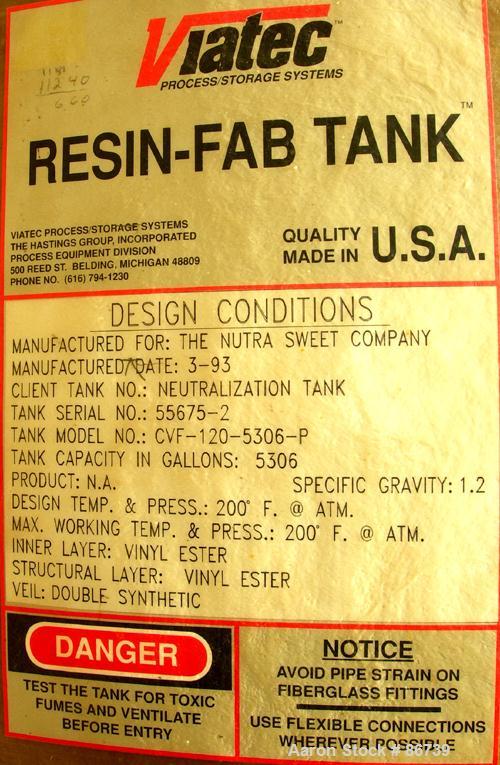 Viatec™
PROCESS/STORAGE SYSTEMS
1120
RESIN-FAB TANK™
VIATEC PROCESS/STORAGE SYSTEMS
THE HASTINGS GROUP, INCORPORATED
PROCESS EQUIPMENT DIVISION
500 REED ST. BELDING, MICHIGAN 48809
PHONE NO. (616) 794-1230
QUALITY
MADE IN U.S.A.
DESIGN CONDITIONS
MANUFACTURED FOR: THE NUTRA SWEET COMPANY
MANUFACTURED DATE: 3-93
CLIENT TANK NO.: NEUTRALIZATION TANK
TANK SERIAL NO.: 55675-2
TANK MODEL NO.: CVF-120-5306-P
TANK CAPACITY IN GALLONS: 5306
PRODUCT: N.A. SPECIFIC GRAVITY: 1.2
DESIGN TEMP. & PRESS.: 200° F. @ ATM.
MAX. WORKING TEMP. & PRESS.: 200° F. @ ATM.
INNER LAYER: VINYL ESTER
STRUCTURAL LAYER: VINYL ESTER
VEIL: DOUBLE SYNTHETIC
DANGER
TEST THE TANK FOR TOXIC
FUMES AND VENTILATE
BEFORE ENTRY
NOTICE
AVOID PIPE STRAIN ON
FIBERGLASS FITTINGS
USE FLEXIBLE CONNECTIONS
WHEREVER POSSIBLE
Aaron Stock # 86739